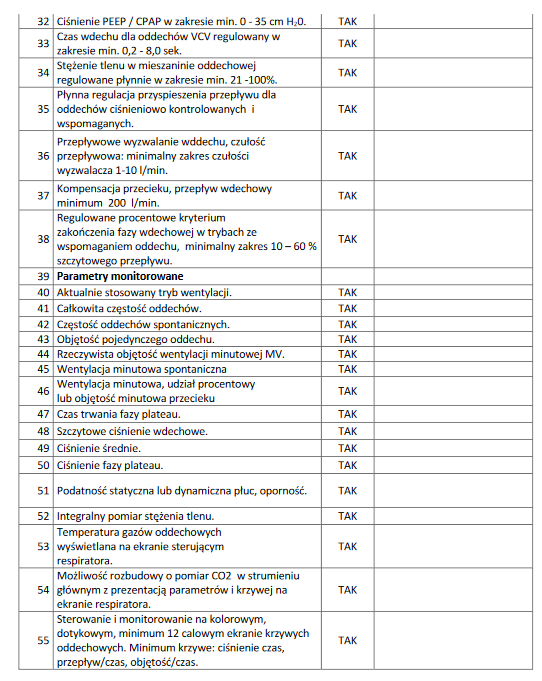 32 Ciśnienie PEEP / CPAP w zakresie min. 0 - 35 cm H₂0. TAK
33 Czas wdechu dla oddechów VCV regulowany w
zakresie min. 0,2 - 8,0 sek. TAK
34 Stężenie tlenu w mieszaninie oddechowej
regulowane płynnie w zakresie min. 21 -100%. TAK
35 Płynna regulacja przyspieszenia przepływu dla
oddechów ciśnieniowo kontrolowanych i
wspomaganych. TAK
36 Przepływowe wyzwalanie wddechu, czułość
przepływowa: minimalny zakres czułości
wyzwalacza 1-10 l/min. TAK
37 Kompensacja przecieku, przepływ wdechowy
minimum 200 l/min. TAK
38 Regulowane procentowe kryterium
zakończenia fazy wdechowej w trybach ze
wspomaganiem oddechu, minimalny zakres 10 – 60 %
szczytowego przepływu. TAK
39 Parametry monitorowane
40 Aktualnie stosowany tryb wentylacji. TAK
41 Całkowita częstość oddechów. TAK
42 Częstość oddechów spontanicznych. TAK
43 Objętość pojedynczego oddechu. TAK
44 Rzeczywista objętość wentylacji minutowej MV. TAK
45 Wentylacja minutowa spontaniczna TAK
46 Wentylacja minutowa, udział procentowy
lub objętość minutowa przecieku TAK
47 Czas trwania fazy plateau. TAK
48 Szczytowe ciśnienie wdechowe. TAK
49 Ciśnienie średnie. TAK
50 Ciśnienie fazy plateau. TAK
51 Podatność statyczna lub dynamiczna płuc, oporność. TAK
52 Integralny pomiar stężenia tlenu. TAK
53 Temperatura gazów oddechowych
wyświetlana na ekranie sterującym
respiratora. TAK
54 Możliwość rozbudowy o pomiar CO2 w strumieniu
głównym z prezentacją parametrów i krzywej na
ekranie respiratora. TAK
55 Sterowanie i monitorowanie na kolorowym,
dotykowym, minimum 12 calowym ekranie krzywych
oddechowych. Minimum krzywe: ciśnienie czas,
przepływ/czas, objętość/czas. TAK